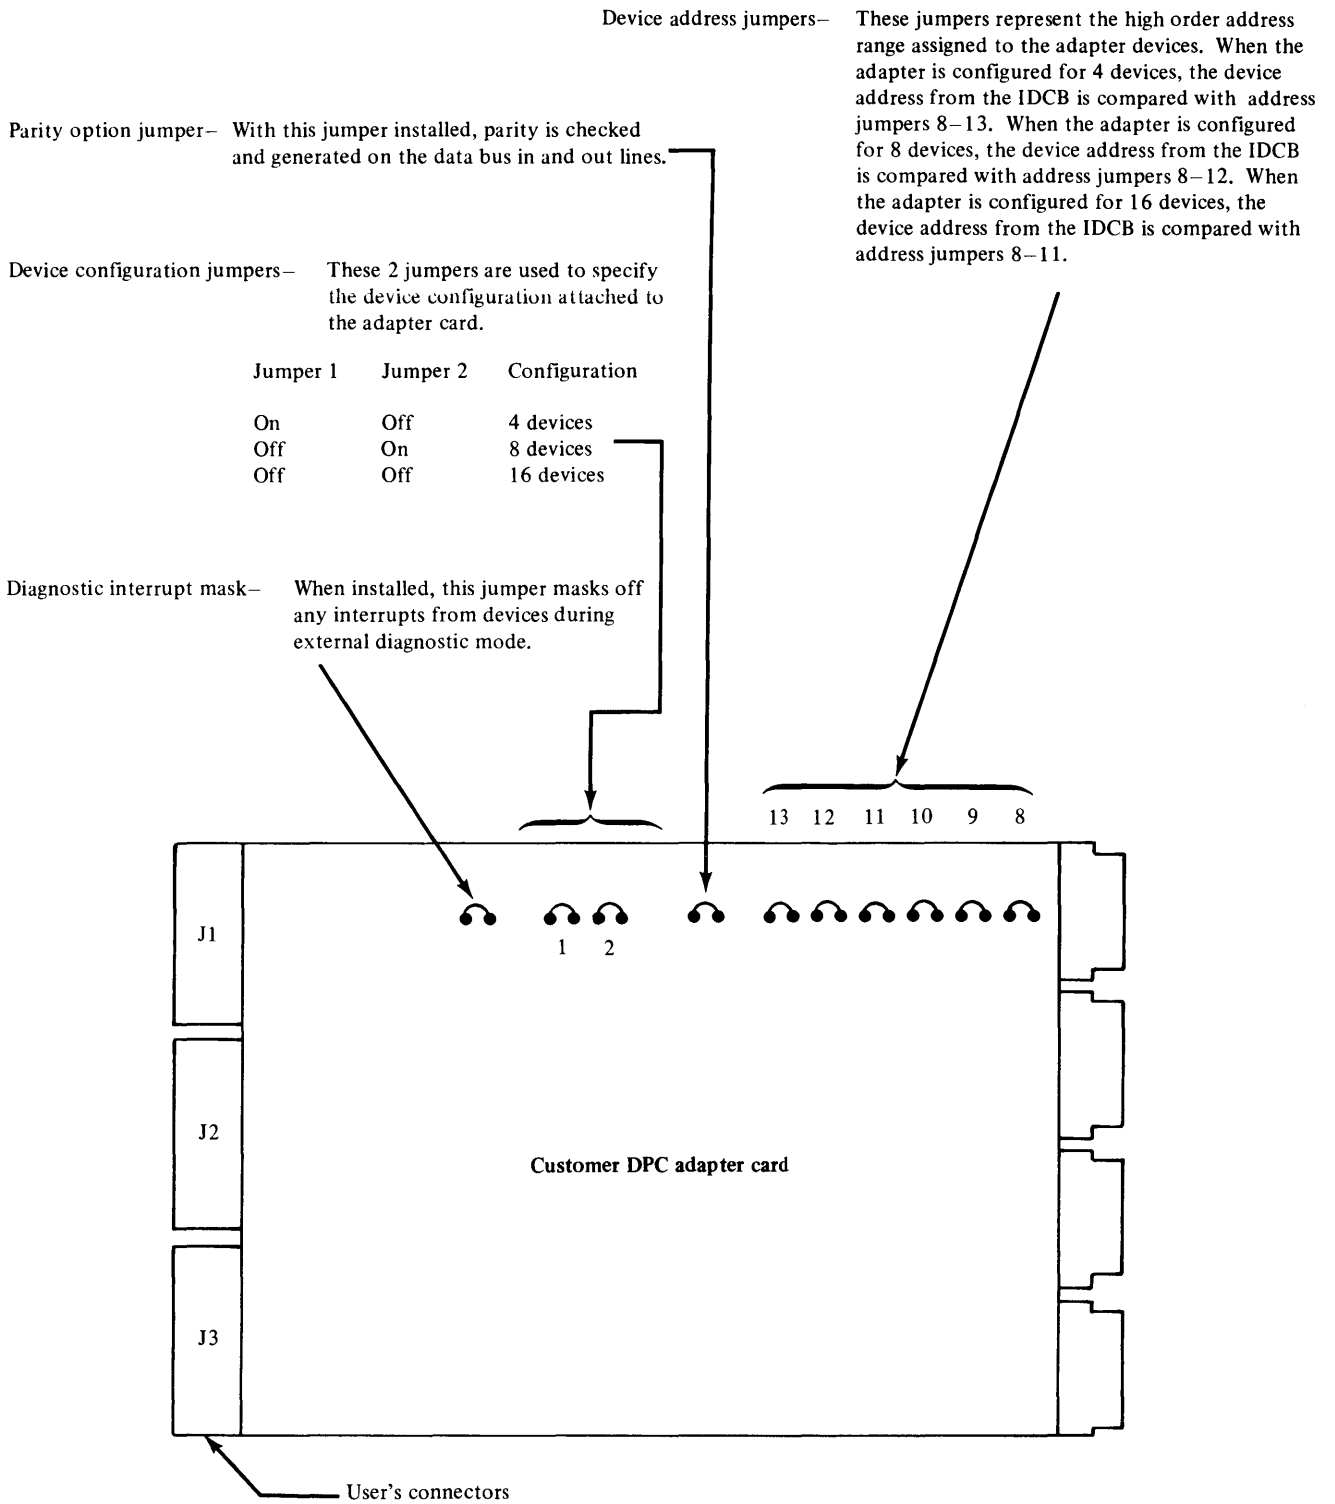 Device address jumpers– These jumpers represent the high order address
range assigned to the adapter devices. When the
adapter is configured for 4 devices, the device
address from the IDCB is compared with address
jumpers 8–13. When the adapter is configured
for 8 devices, the device address from the IDCB
is compared with address jumpers 8–12. When
the adapter is configured for 16 devices, the
device address from the IDCB is compared with
address jumpers 8–11.
Parity option jumper– With this jumper installed, parity is checked
and generated on the data bus in and out lines.
Device configuration jumpers– These 2 jumpers are used to specify
the device configuration attached to
the adapter card.
Jumper 1 Jumper 2 Configuration
On Off 4 devices
Off On 8 devices
Off Off 16 devices
Diagnostic interrupt mask– When installed, this jumper masks off
any interrupts from devices during
external diagnostic mode.
13 12 11 10 9 8
1 2
J1
J2
Customer DPC adapter card
J3
User's connectors